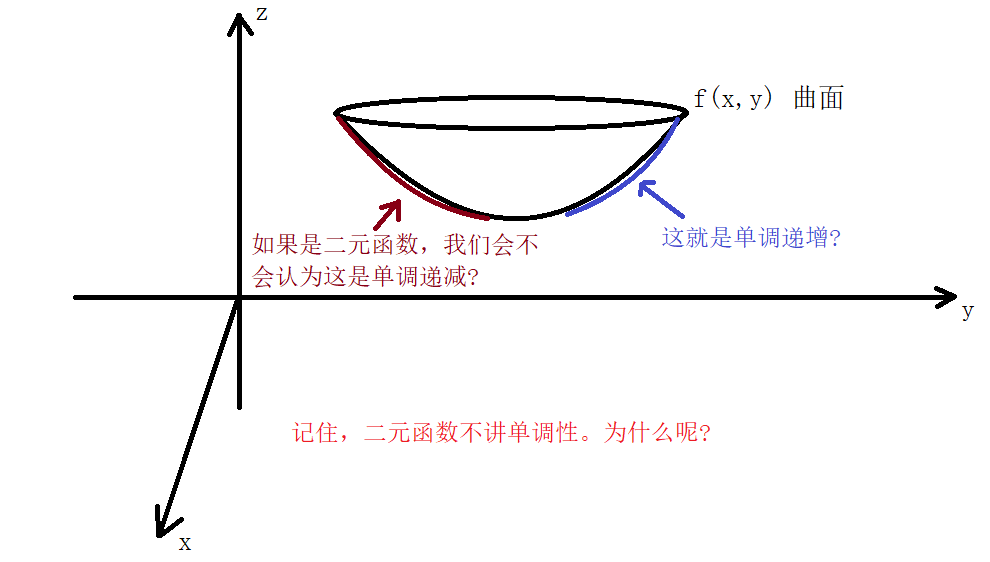 z
f(x,y) 曲面
如果是二元函数，我们会不
会认为这是单调递减?
这就是单调递增?
y
记住，二元函数不讲单调性。为什么呢?
x